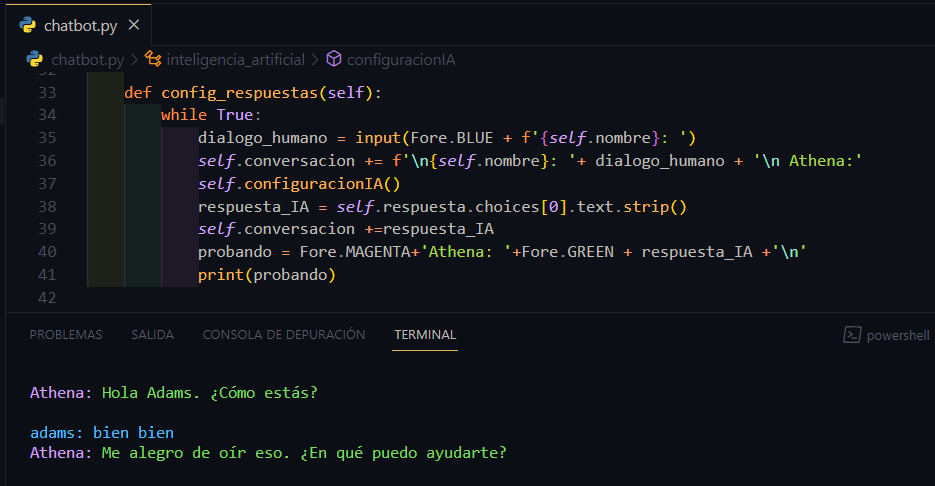 chatbot.py
chatbot.py > inteligencia_artificial > configuracionIA
33 def config_respuestas(self):
34 while True:
35 dialogo_humano = input(Fore.BLUE + f'{self.nombre}: ')
36 self.conversacion += f'\n{self.nombre}: '+ dialogo_humano + '\n Athena:'
37 self.configuracionIA()
38 respuesta_IA = self.respuesta.choices[0].text.strip()
39 self.conversacion +=respuesta_IA
40 probando = Fore.MAGENTA+'Athena: '+Fore.GREEN + respuesta_IA +'\n'
41 print(probando)
42
PROBLEMAS SALIDA CONSOLA DE DEPURACIÓN TERMINAL powershell
Athena: Hola Adams. ¿Cómo estás?
adams: bien bien
Athena: Me alegro de oír eso. ¿En qué puedo ayudarte?